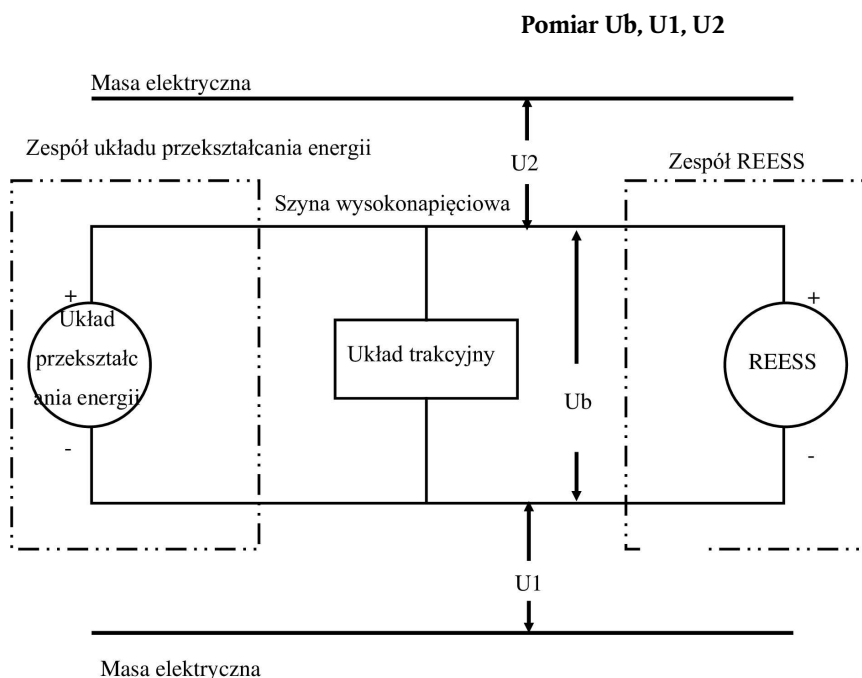 Pomiar Ub, U1, U2
Masa elektryczna
Zespół układu przekształcania energii
U2
Zespół REESS
Szyna wysokonapięciowa
+
+
Układ
przekształc
ania energii
Układ trakcyjny
REESS
Ub
-
-
U1
Masa elektryczna